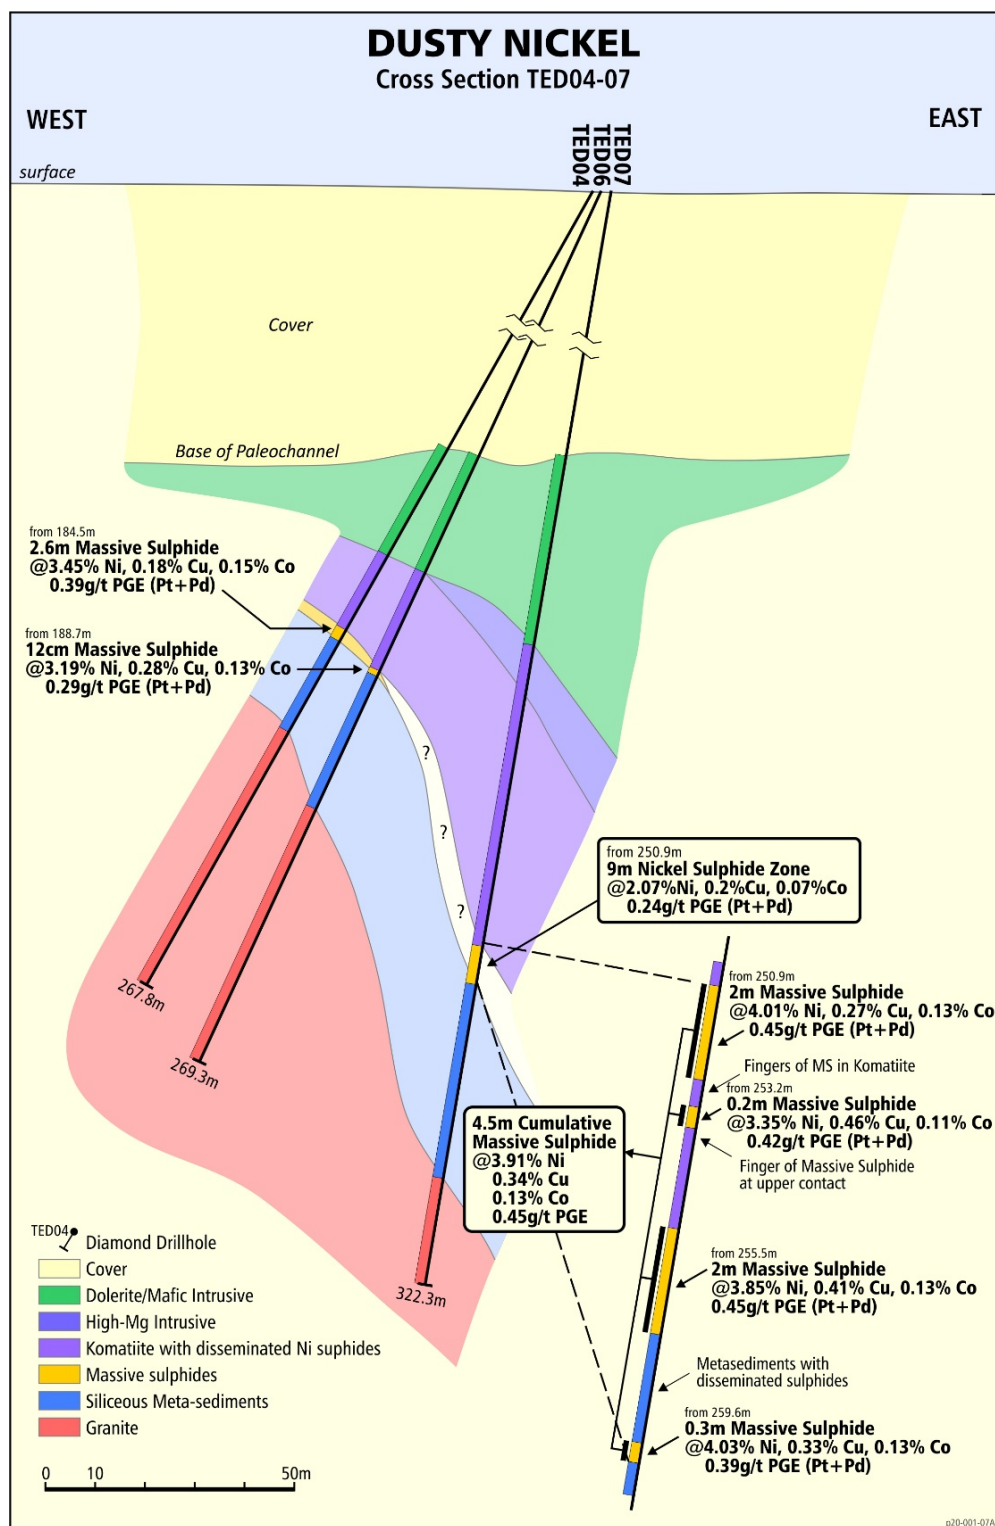 DUSTY NICKEL
Cross Section TED04-07
WEST
EAST
TED04
TED06
TED07
surface
Cover
Base of Paleochannel
from 184.5m
2.6m Massive Sulphide
@3.45% Ni, 0.18% Cu, 0.15% Co
0.39g/t PGE (Pt+Pd)
from 188.7m
12cm Massive Sulphide
@3.19% Ni, 0.28% Cu, 0.13% Co
0.29g/t PGE (Pt+Pd)
?
?
?
from 250.9m
9m Nickel Sulphide Zone
@2.07%Ni, 0.2%Cu, 0.07%Co
0.24g/t PGE (Pt+Pd)
267.8m
269.3m
322.3m
from 250.9m
2m Massive Sulphide
@4.01% Ni, 0.27% Cu, 0.13% Co
0.45g/t PGE (Pt+Pd)
Fingers of MS in Komatiite
from 253.2m
0.2m Massive Sulphide
@3.35% Ni, 0.46% Cu, 0.11% Co
0.42g/t PGE (Pt+Pd)
Finger of Massive Sulphide
at upper contact
4.5m Cumulative
Massive Sulphide
@3.91% Ni
0.34% Cu
0.13% Co
0.45g/t PGE
from 255.5m
2m Massive Sulphide
@3.85% Ni, 0.41% Cu, 0.13% Co
0.45g/t PGE (Pt+Pd)
Metasediments with
disseminated sulphides
from 259.6m
0.3m Massive Sulphide
@4.03% Ni, 0.33% Cu, 0.13% Co
0.39g/t PGE (Pt+Pd)
TED04
Diamond Drillhole
Cover
Dolerite/Mafic Intrusive
High-Mg Intrusive
Komatiite with disseminated Ni suphides
Massive sulphides
Siliceous Meta-sediments
Granite
0 10 50m
p20-001-07A